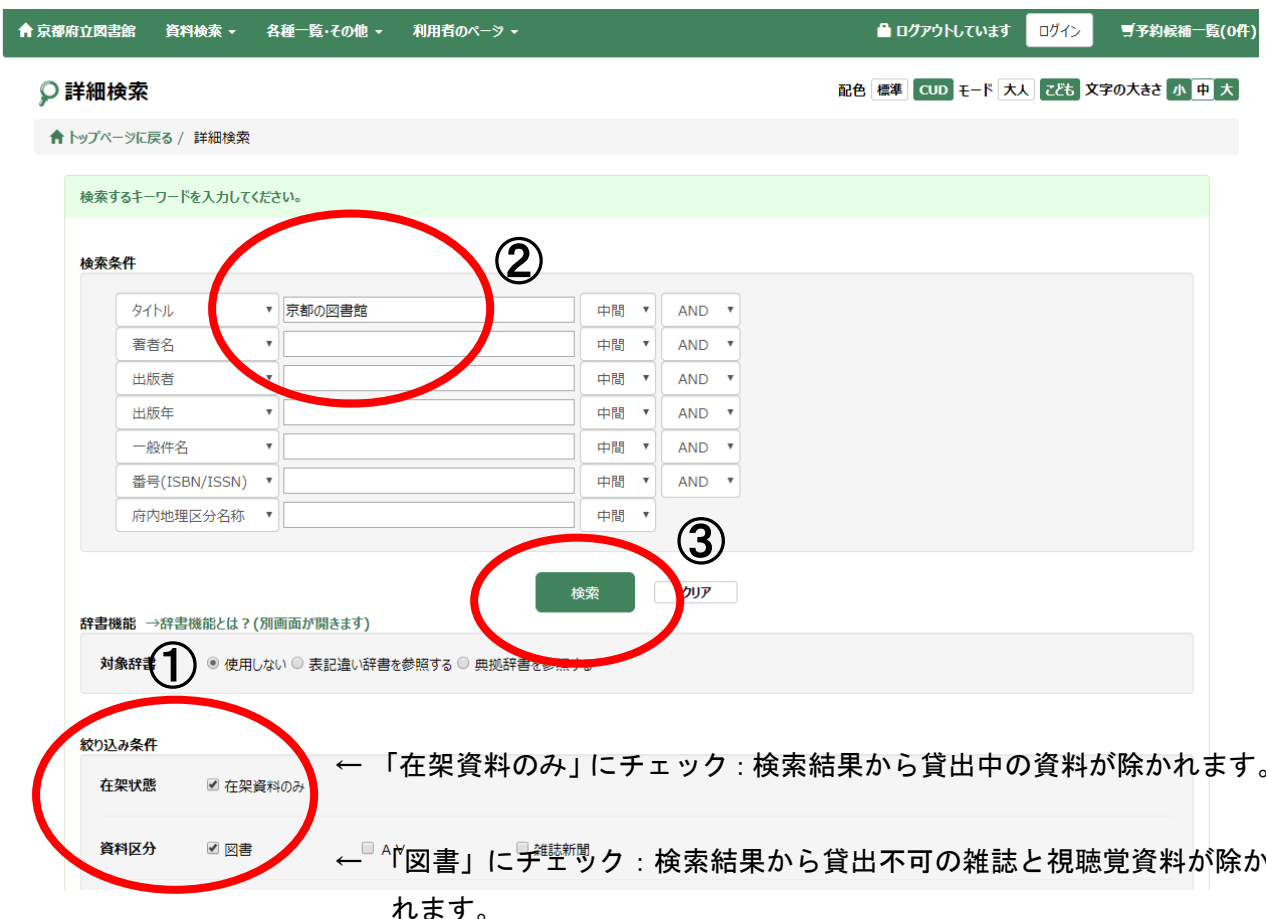 京都府立図書館 資料検索 各種一覧・その他 利用者のページ ログアウトしています ログイン 予約候補一覧(0件)
詳細検索 配色 標準 CUD モード 大人 こども 文字の大きさ 小 中 大
トップページに戻る / 詳細検索
検索するキーワードを入力してください。
②
検索条件
タイトル 京都の図書館 中間 AND
著者名 中間 AND
出版者 中間 AND
出版年 中間 AND
一般件名 中間 AND
番号(ISBN/ISSN) 中間 AND
府内地理区分名称 中間
③
検索 クリア
辞書機能 →辞書機能とは?(別画面が開きます)
① 対象辞書 使用しない 表記違い辞書を参照する 典拠辞書を参照する
絞り込み条件
← 「在架資料のみ」にチェック:検索結果から貸出中の資料が除かれます。
在架状態 在架資料のみ
資料区分 図書 AV 雑誌新聞
← 「図書」にチェック:検索結果から貸出不可の雑誌と視聴覚資料が除か
れます。